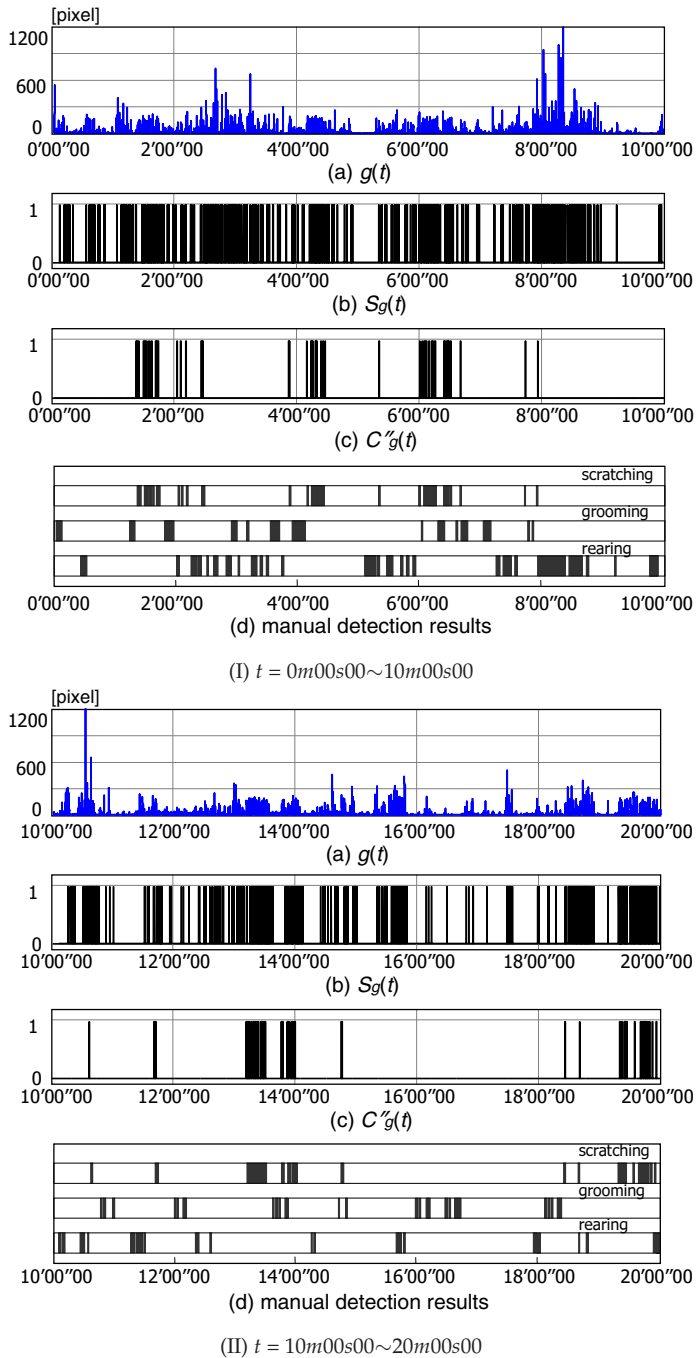 [pixel]
1200
600
0
0′00″00 2′00″00 4′00″00 6′00″00 8′00″00 10′00″00
(a) g(t)
1
0
0′00″00 2′00″00 4′00″00 6′00″00 8′00″00 10′00″00
(b) Sg(t)
1
0
0′00″00 2′00″00 4′00″00 6′00″00 8′00″00 10′00″00
(c) C″g(t)
scratching
grooming
rearing
0′00″00 2′00″00 4′00″00 6′00″00 8′00″00 10′00″00
(d) manual detection results
(I) t = 0m00s00∼10m00s00
[pixel]
1200
600
0
10′00″00 12′00″00 14′00″00 16′00″00 18′00″00 20′00″00
(a) g(t)
1
0
10′00″00 12′00″00 14′00″00 16′00″00 18′00″00 20′00″00
(b) Sg(t)
1
0
10′00″00 12′00″00 14′00″00 16′00″00 18′00″00 20′00″00
(c) C″g(t)
scratching
grooming
rearing
10′00″00 12′00″00 14′00″00 16′00″00 18′00″00 20′00″00
(d) manual detection results
(II) t = 10m00s00∼20m00s00